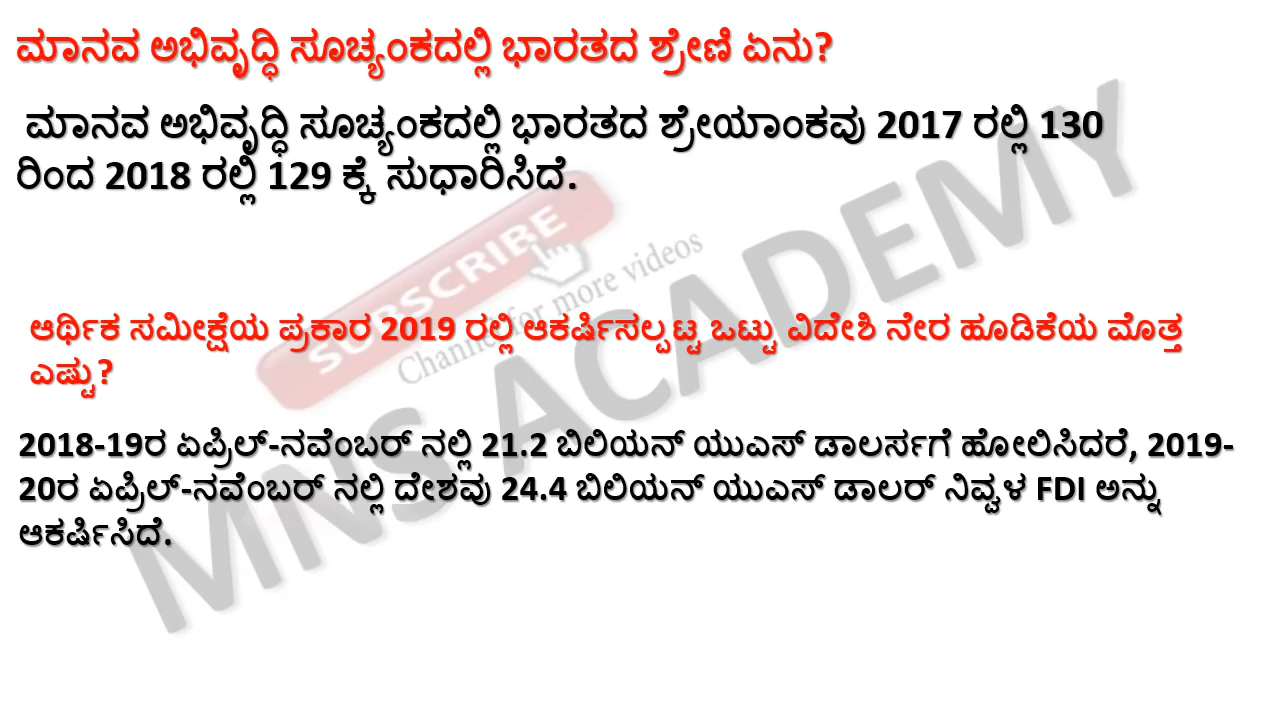 ಮಾನವ ಅಭಿವೃದ್ಧಿ ಸೂಚ್ಯಂಕದಲ್ಲಿ ಭಾರತದ ಶ್ರೇಣಿ ಏನು?
ಮಾನವ ಅಭಿವೃದ್ಧಿ ಸೂಚ್ಯಂಕದಲ್ಲಿ ಭಾರತದ ಶ್ರೇಯಾಂಕವು 2017 ರಲ್ಲಿ 130
ರಿಂದ 2018 ರಲ್ಲಿ 129 ಕ್ಕೆ ಸುಧಾರಿಸಿದೆ.
SUBSCRIBE
Channel for more videos
MNS ACADEMY
ಆರ್ಥಿಕ ಸಮೀಕ್ಷೆಯ ಪ್ರಕಾರ 2019 ರಲ್ಲಿ ಆಕರ್ಷಿಸಲ್ಪಟ್ಟ ಒಟ್ಟು ವಿದೇಶಿ ನೇರ ಹೂಡಿಕೆಯ ಮೊತ್ತ
ಎಷ್ಟು?
2018-19ರ ಏಪ್ರಿಲ್-ನವೆಂಬರ್ ನಲ್ಲಿ 21.2 ಬಿಲಿಯನ್ ಯುಎಸ್ ಡಾಲರ್ಸಗೆ ಹೋಲಿಸಿದರೆ, 2019-
20ರ ಏಪ್ರಿಲ್-ನವೆಂಬರ್ ನಲ್ಲಿ ದೇಶವು 24.4 ಬಿಲಿಯನ್ ಯುಎಸ್ ಡಾಲರ್ ನಿವ್ವಳ FDI ಅನ್ನು
ಆಕರ್ಷಿಸಿದೆ.